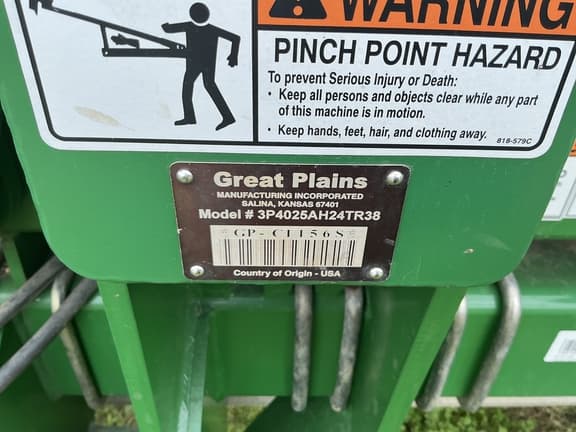 WARNING
PINCH POINT HAZARD
To prevent Serious Injury or Death:
• Keep all persons and objects clear while any part
of this machine is in motion.
• Keep hands, feet, hair, and clothing away.
818-579C
Great Plains
MANUFACTURING INCORPORATED
SALINA, KANSAS 67401
Model # 3P4025AH24TR38
*GP-C1156S*
Country of Origin - USA